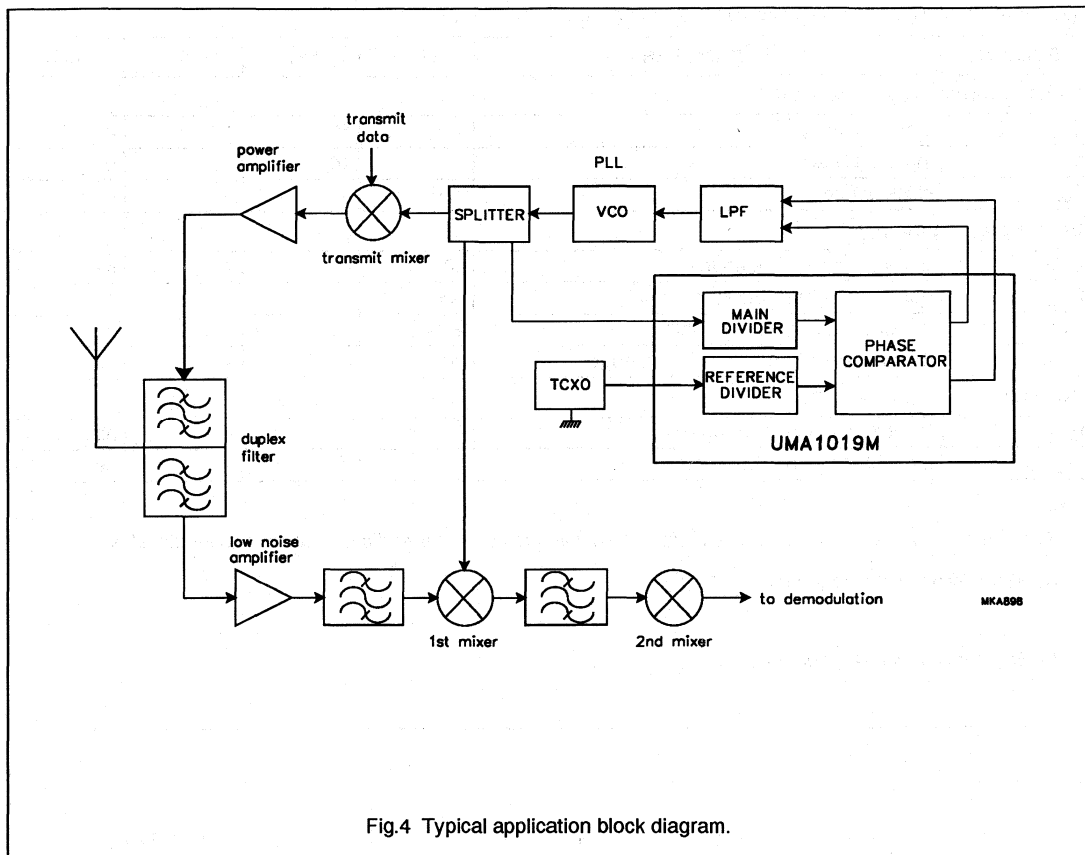 transmit
data
power
amplifier
PLL
SPLITTER
VCO
LPF
transmit mixer
MAIN
DIVIDER
PHASE
COMPARATOR
TCXO
REFERENCE
DIVIDER
UMA1019M
duplex
filter
low noise
amplifier
to demodulation
MKA898
1st mixer
2nd mixer
Fig.4 Typical application block diagram.